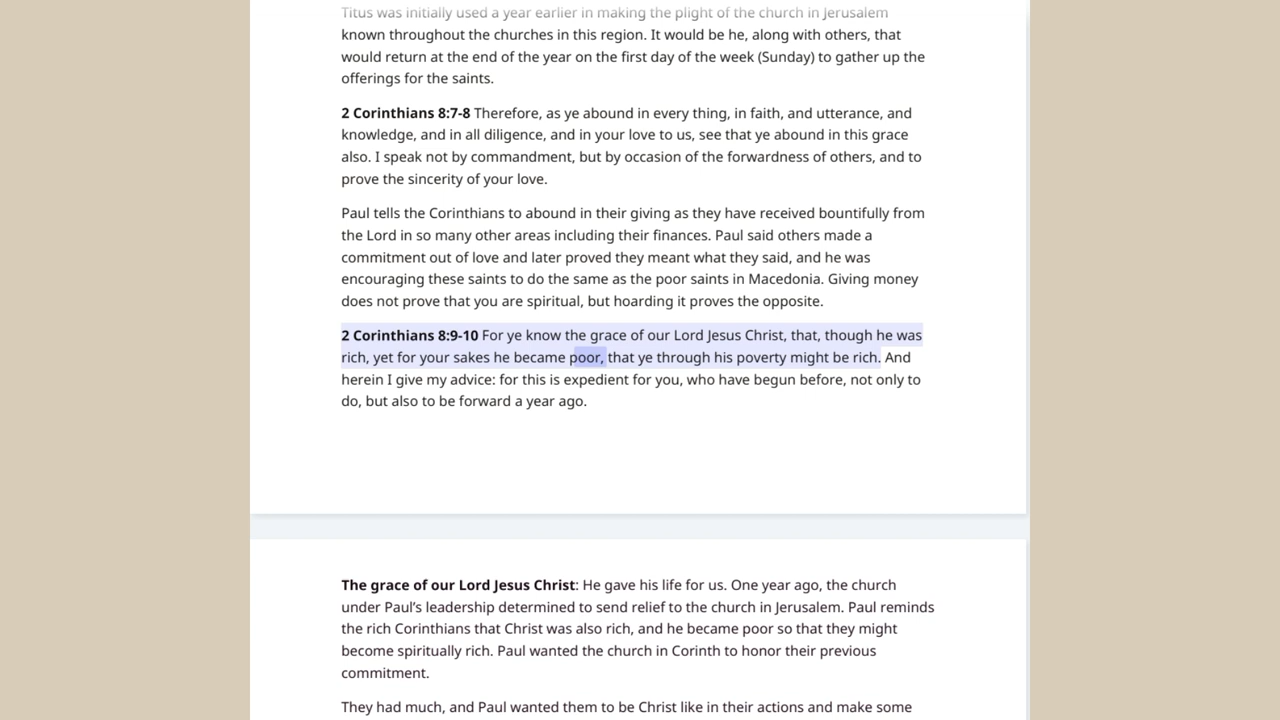 Titus was initially used a year earlier in making the plight of the church in Jerusalem
known throughout the churches in this region. It would be he, along with others, that
would return at the end of the year on the first day of the week (Sunday) to gather up the
offerings for the saints.
2 Corinthians 8:7-8 Therefore, as ye abound in every thing, in faith, and utterance, and
knowledge, and in all diligence, and in your love to us, see that ye abound in this grace
also. I speak not by commandment, but by occasion of the forwardness of others, and to
prove the sincerity of your love.
Paul tells the Corinthians to abound in their giving as they have received bountifully from
the Lord in so many other areas including their finances. Paul said others made a
commitment out of love and later proved they meant what they said, and he was
encouraging these saints to do the same as the poor saints in Macedonia. Giving money
does not prove that you are spiritual, but hoarding it proves the opposite.
2 Corinthians 8:9-10 For ye know the grace of our Lord Jesus Christ, that, though he was
rich, yet for your sakes he became poor, that ye through his poverty might be rich. And
herein I give my advice: for this is expedient for you, who have begun before, not only to
do, but also to be forward a year ago.
The grace of our Lord Jesus Christ: He gave his life for us. One year ago, the church
under Paul’s leadership determined to send relief to the church in Jerusalem. Paul reminds
the rich Corinthians that Christ was also rich, and he became poor so that they might
become spiritually rich. Paul wanted the church in Corinth to honor their previous
commitment.
They had much, and Paul wanted them to be Christ like in their actions and make some